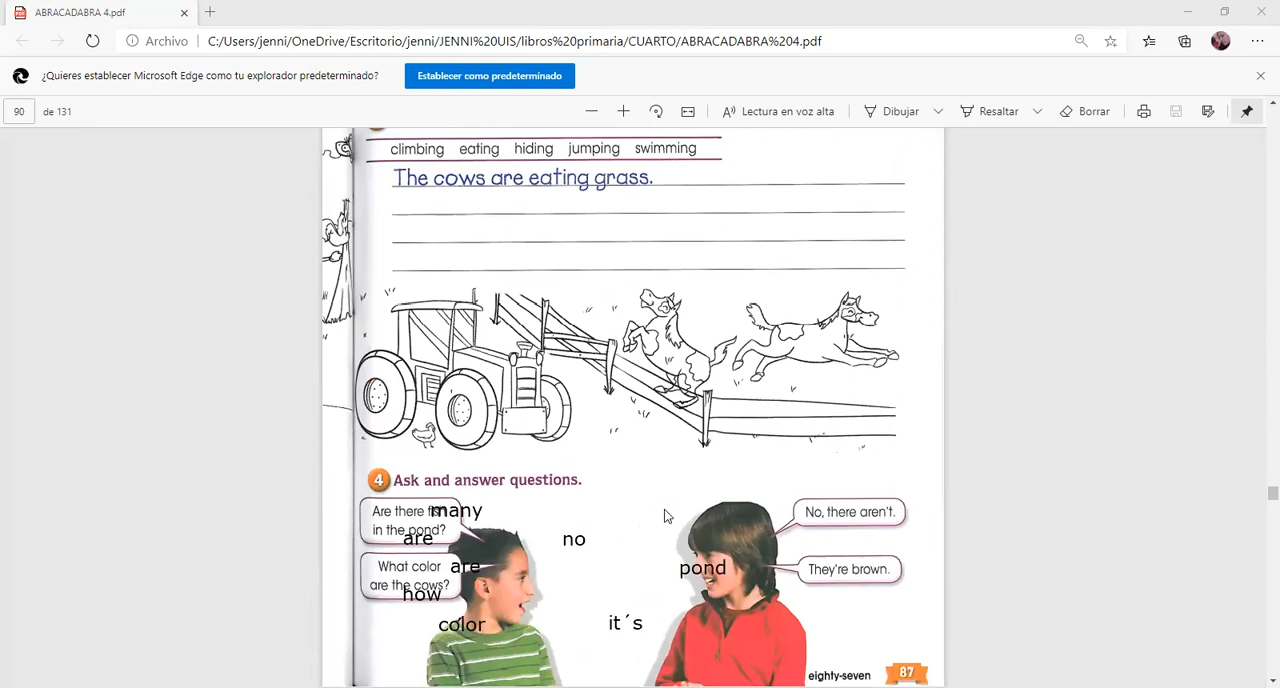 ABRACADABRA 4.pdf
Archivo C:/Users/jenni/OneDrive/Escritorio/jenni/JENNI%20UIS/libros%20primaria/CUARTO/ABRACADABRA%204.pdf
¿Quieres establecer Microsoft Edge como tu explorador predeterminado? Establecer como predeterminado
90 de 131 Lectura en voz alta Dibujar Resaltar Borrar
climbing eating hiding jumping swimming
The cows are eating grass.
4 Ask and answer questions.
Are there
in the pond?
many
are
no
No, there aren't.
What color
are the cows?
are
how
pond
They're brown.
color
it´s
eighty-seven 87